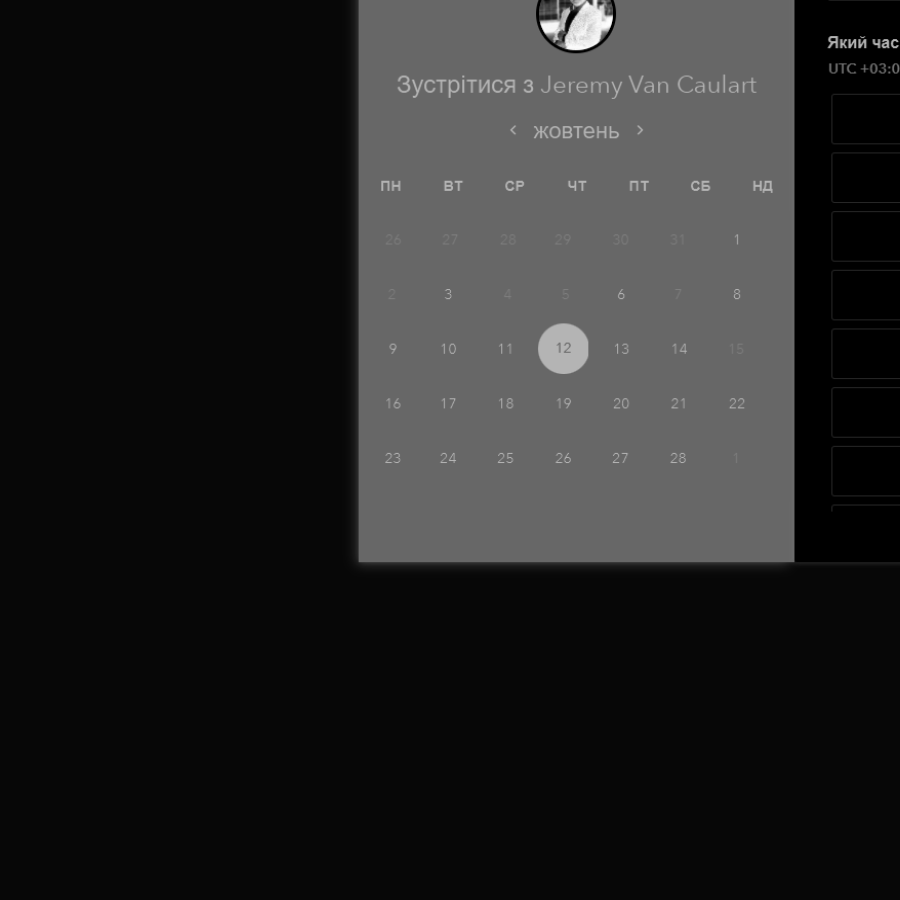 Зустрітися з Jeremy Van Caulart
< жовтень >
ПН ВТ СР ЧТ ПТ СБ НД
26 27 28 29 30 31 1
2 3 4 5 6 7 8
9 10 11 12 13 14 15
16 17 18 19 20 21 22
23 24 25 26 27 28 1
Який час
UTC +03:0